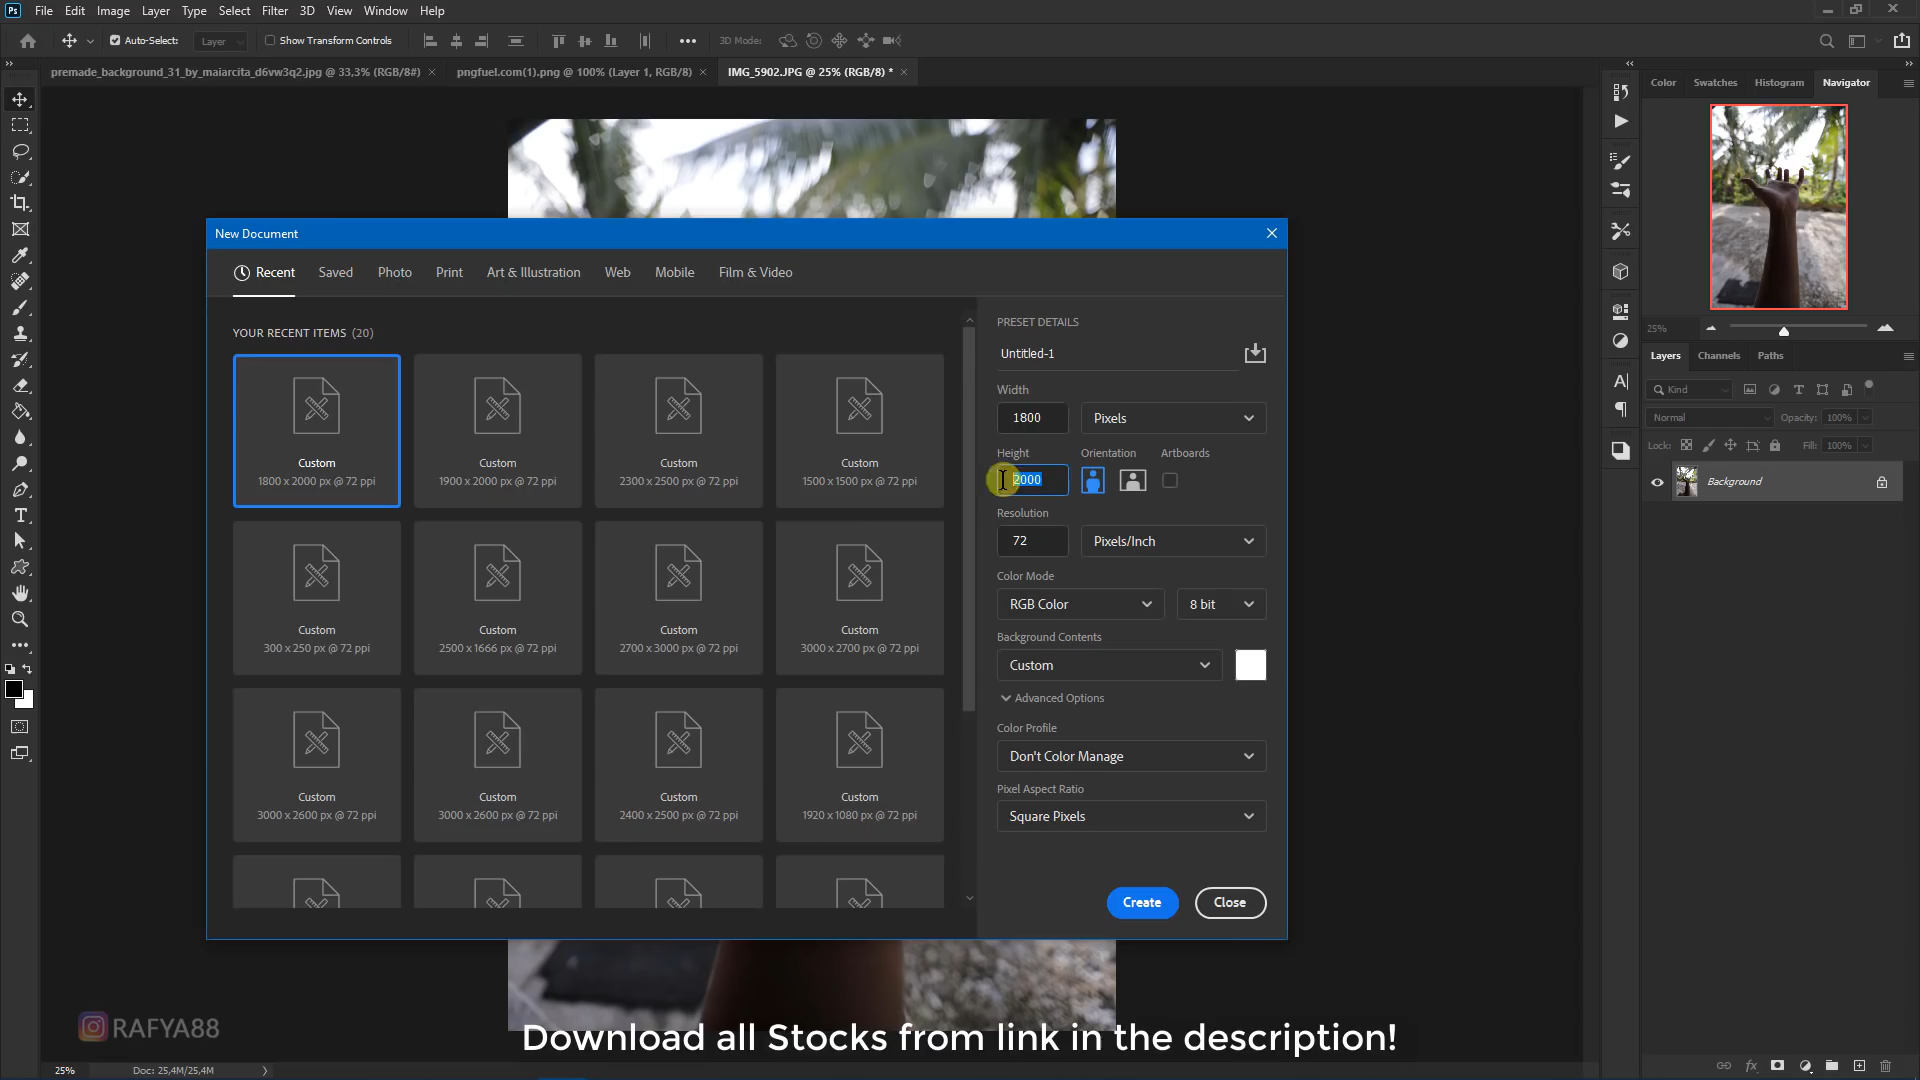 Ps File Edit Image Layer Type Select Filter 3D View Window Help
Auto-Select: Layer Show Transform Controls 3D Mode:
premade_background_31_by_maiarcita_d6vw3q2.jpg @ 33,3% (RGB/8#) pngfuel.com(1).png @ 100% (Layer 1, RGB/8) IMG_5902.JPG @ 25% (RGB/8) *
Color Swatches Histogram Navigator
25%
Layers Channels Paths
Kind
Normal Opacity: 100%
Lock: Fill: 100%
Background
New Document
Recent Saved Photo Print Art & Illustration Web Mobile Film & Video
YOUR RECENT ITEMS (20)
Custom Custom Custom Custom
1800 x 2000 px @ 72 ppi 1900 x 2000 px @ 72 ppi 2300 x 2500 px @ 72 ppi 1500 x 1500 px @ 72 ppi
Custom Custom Custom Custom
300 x 250 px @ 72 ppi 2500 x 1666 px @ 72 ppi 2700 x 3000 px @ 72 ppi 3000 x 2700 px @ 72 ppi
Custom Custom Custom Custom
3000 x 2600 px @ 72 ppi 3000 x 2600 px @ 72 ppi 2400 x 2500 px @ 72 ppi 1920 x 1080 px @ 72 ppi
PRESET DETAILS
Untitled-1
Width
1800 Pixels
Height Orientation Artboards
2000
Resolution
72 Pixels/Inch
Color Mode
RGB Color 8 bit
Background Contents
Custom
Advanced Options
Color Profile
Don't Color Manage
Pixel Aspect Ratio
Square Pixels
Create Close
RAFYA88
Download all Stocks from link in the description!
25% Doc: 25,4M/25,4M
fx